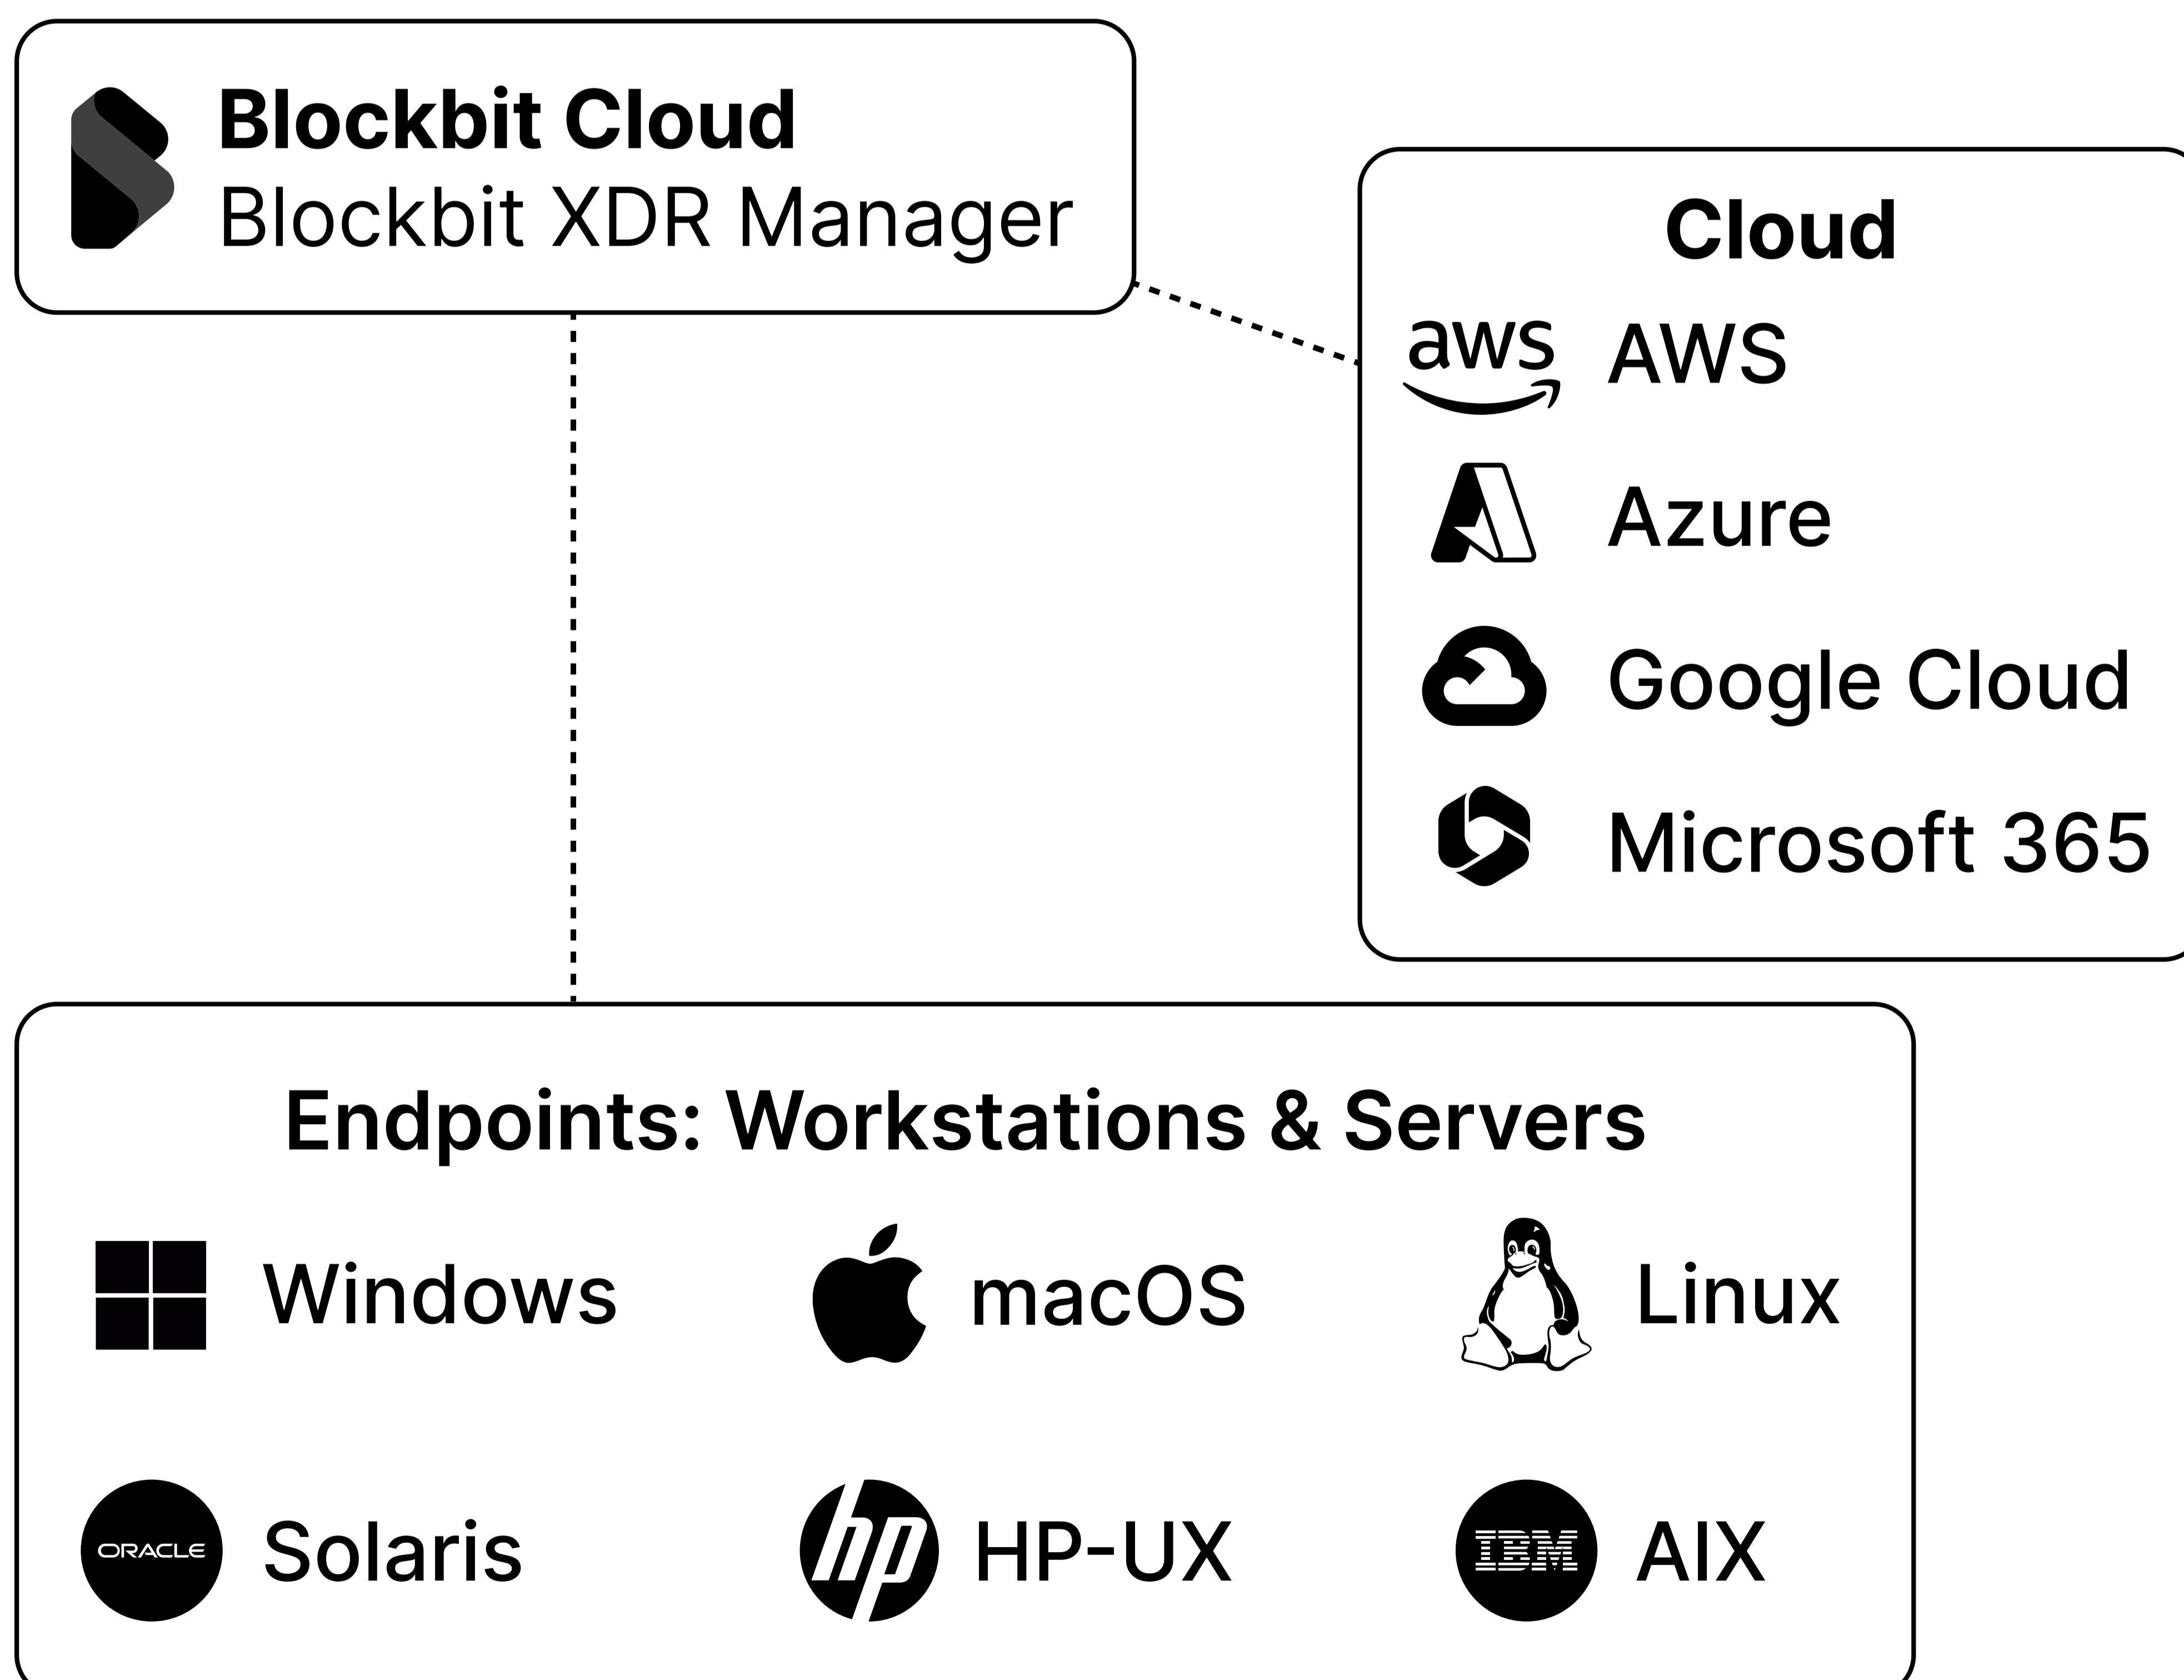 Blockbit Cloud
Blockbit XDR Manager
Cloud
aws AWS
Azure
Google Cloud
Microsoft 365
Endpoints: Workstations & Servers
Windows macOS Linux
ORACLE Solaris hp HP-UX IBM AIX